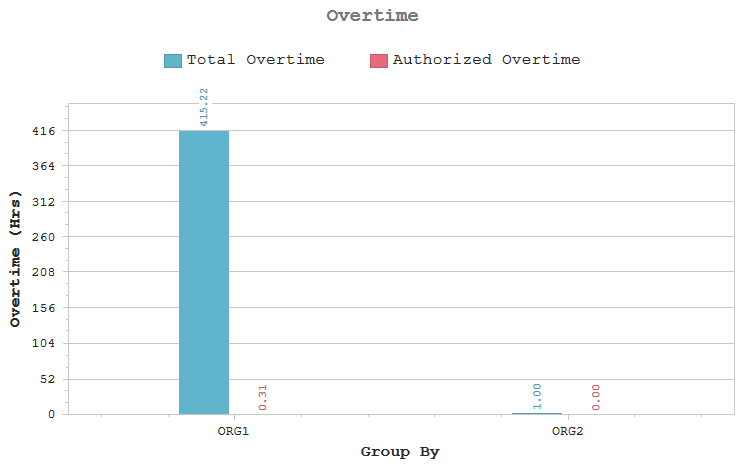 Overtime
Total Overtime Authorized Overtime
415.22
416
364
312
260
208
156
104
52
0
Overtime (Hrs)
0.31
1.00
0.00
ORG1 ORG2
Group By